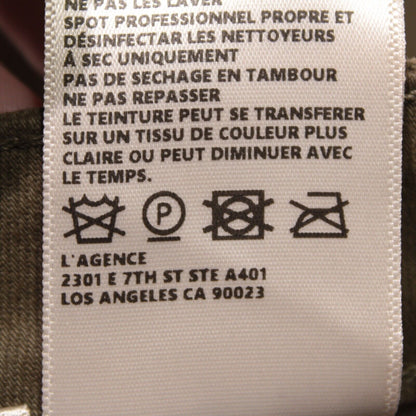 NE PAS LES LAVER
SPOT PROFESSIONNEL PROPRE ET
DÉSINFECTAR LES NETTOYEURS
À SEC UNIQUEMENT
PAS DE SECHAGE EN TAMBOUR
NE PAS REPASSER
LE TEINTURE PEUT SE TRANSFERER
SUR UN TISSU DE COULEUR PLUS
CLAIRE OU PEUT DIMINUER AVEC
LE TEMPS.
P
L'AGENCE
2301 E 7TH ST STE A401
LOS ANGELES CA 90023